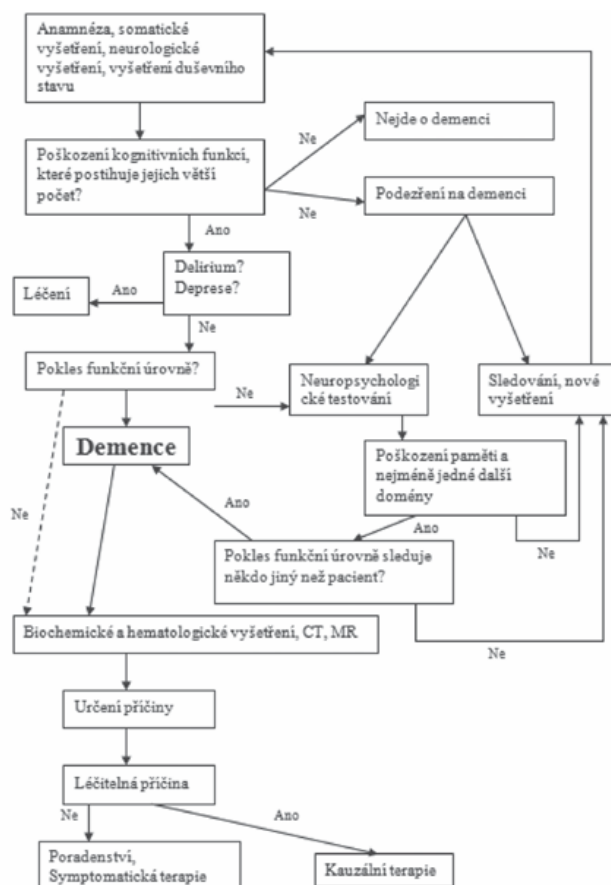 Anamnéza, somatické
vyšetření, neurologické
vyšetření, vyšetření duševního
stavu
Ne
Nejde o demenci
Poškození kognitivních funkcí,
které postihuje jejich větší
počet?
Ne
Podezření na demenci
Ano
Delirium?
Deprese?
Ano
Léčení
Ne
Pokles funkční úrovně?
Ne
Neuropsychologi
cké testování
Sledování, nové
vyšetření
Demence
Poškození paměti a
nejméně jedné další
domény
Ne
Ano
Ano
Ne
Pokles funkční úrovně sleduje
někdo jiný než pacient?
Ne
Biochemické a hematologické vyšetření, CT, MR
Určení příčiny
Léčitelná příčina
Ne
Ano
Poradenství,
Symptomatická terapie
Kauzální terapie